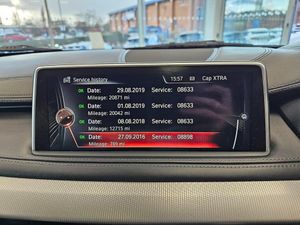 Service history
15:57 Cap XTRA
OK Date: 29.08.2019 Service: 08633
Mileage: 20871 mi
OK Date: 01.08.2019 Service: 08633
Mileage: 20042 mi
OK Date: 08.08.2018 Service: 08633
Mileage: 12715 mi
OK Date: 27.09.2016 Service: 08898
Mileage: 789 mi